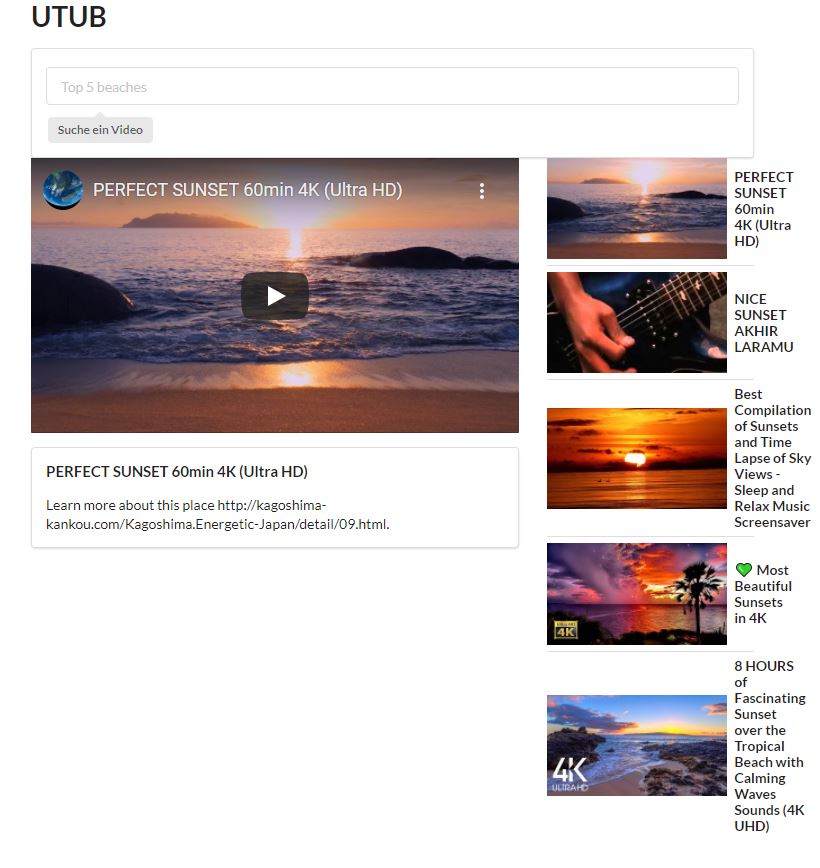 UTUB
Top 5 beaches
Suche ein Video
PERFECT SUNSET 60min 4K (Ultra HD)
PERFECT SUNSET 60min 4K (Ultra HD)
Learn more about this place http://kagoshima-
kankou.com/Kagoshima.Energetic-Japan/detail/09.html.
PERFECT
SUNSET
60min
4K (Ultra
HD)
NICE
SUNSET
AKHIR
LARAMU
Best
Compilation
of Sunsets
and Time
Lapse of Sky
Views -
Sleep and
Relax Music
Screensaver
💚 Most
Beautiful
Sunsets
in 4K
4K
8 HOURS
of
Fascinating
Sunset
over the
Tropical
Beach with
Calming
Waves
Sounds (4K
UHD)
4K
ULTRAHD